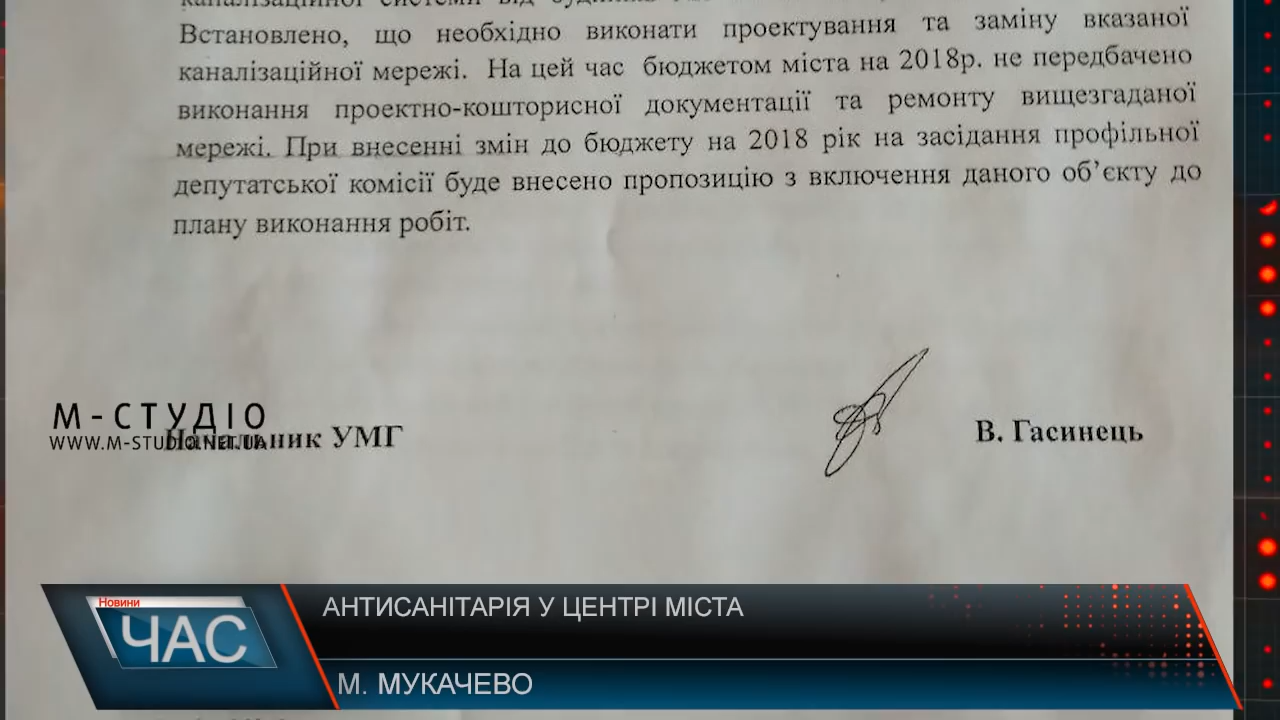 каналізаційної системи від
Встановлено, що необхідно виконати проектування та заміну вказаної
каналізаційної мережі. На цей час бюджетом міста на 2018р. не передбачено
виконання проектно-кошторисної документації та ремонту вищезгаданої
мережі. При внесенні змін до бюджету на 2018 рік на засідання профільної
депутатської комісії буде внесено пропозицію з включення даного об’єкту до
плану виконання робіт.
М-СТУДІО
WWW.M-STUDIO.NET.UA
Начальник УМГ
В. Гасинець
Новини
ЧАС
АНТИСАНІТАРІЯ У ЦЕНТРІ МІСТА
М. МУКАЧЕВО